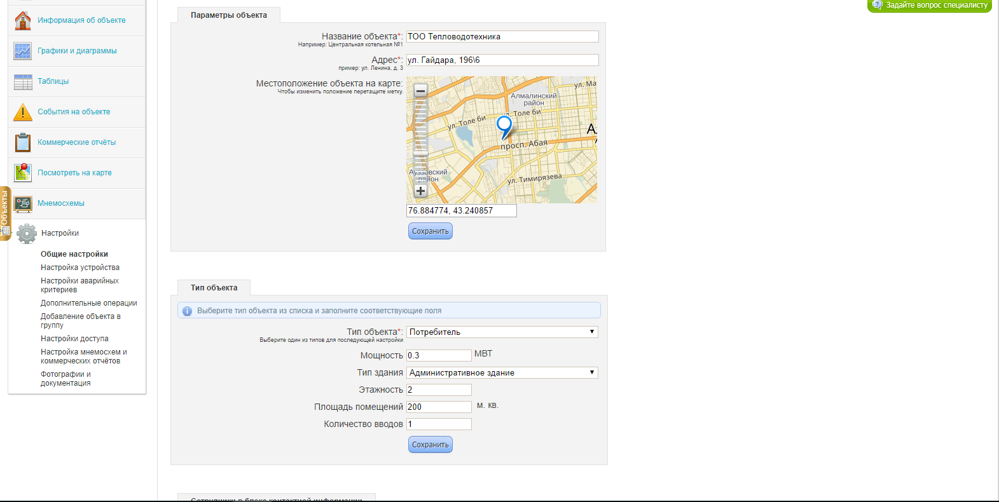 Задайте вопрос специалисту
Информация об объекте
Графики и диаграммы
Таблицы
События на объекте
Коммерческие отчёты
Посмотреть на карте
Мнемосхемы
Объекты
Настройки
Общие настройки
Настройка устройства
Настройки аварийных
критериев
Дополнительные операции
Добавление объекта в
группу
Настройки доступа
Настройка мнемосхем и
коммерческих отчётов
Фотографии и
документация
Параметры объекта
Название объекта*: ТОО Тепловодотехника
Например: Центральная котельная №1
Адрес*: ул. Гайдара, 196\6
пример: ул. Ленина, д. 3
Местоположение объекта на карте:
Чтобы изменить положение перетащите метку.
ул. Ма
Алмалинский
район
ул. Толе би
ул. Толе би
А
просп. Абая
Ауэзовский
район
ул. Тимирязева
76.884774, 43.240857
Сохранить
Тип объекта
Выберите тип объекта из списка и заполните соответствующие поля
Тип объекта*: Потребитель
Выберите один из типов для последующей настройки
Мощность 0.3 МВТ
Тип здания Административное здание
Этажность 2
Площадь помещений 200 м. кв.
Количество вводов 1
Сохранить
Сотрудники в блоке контактной информации